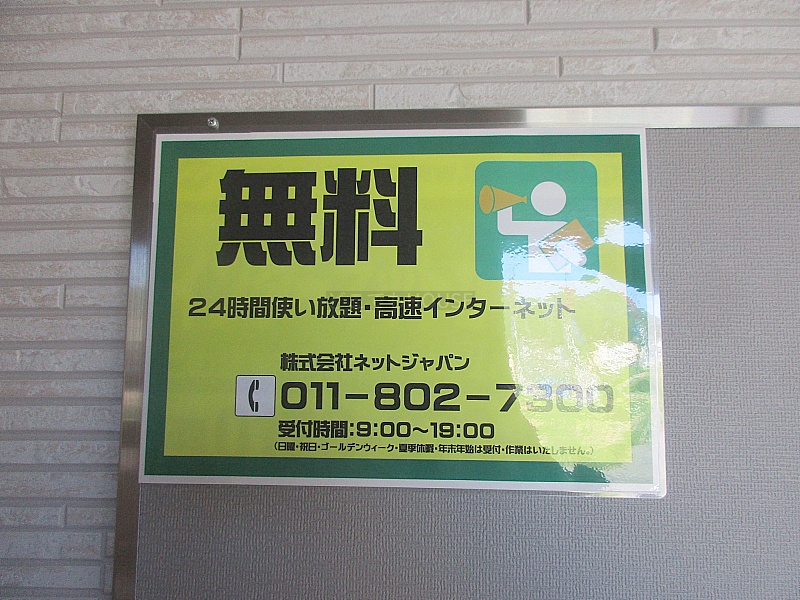 無料
24時間使い放題・高速インターネット
株式会社ネットジャパン
011-802-7300
受付時間:9:00〜19:00
(日曜・祝日・ゴールデンウィーク・夏季休暇・年末年始は受付・作業はいたしません。)